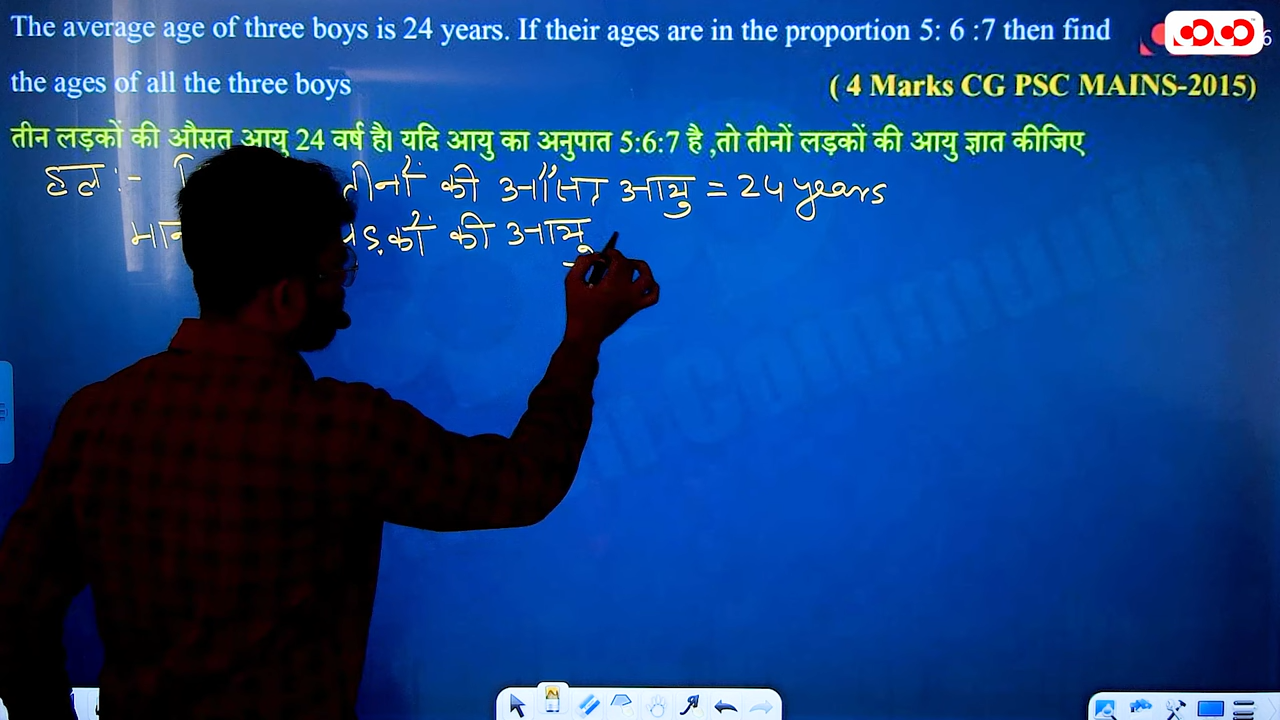 The average age of three boys is 24 years. If their ages are in the proportion 5: 6 :7 then find
the ages of all the three boys
( 4 Marks CG PSC MAINS-2015)
तीन लड़कों की औसत आयु 24 वर्ष है। यदि आयु का अनुपात 5:6:7 है ,तो तीनों लड़कों की आयु ज्ञात कीजिए
हल :- तीनों की औसत आयु = 24 years
की आयु
6